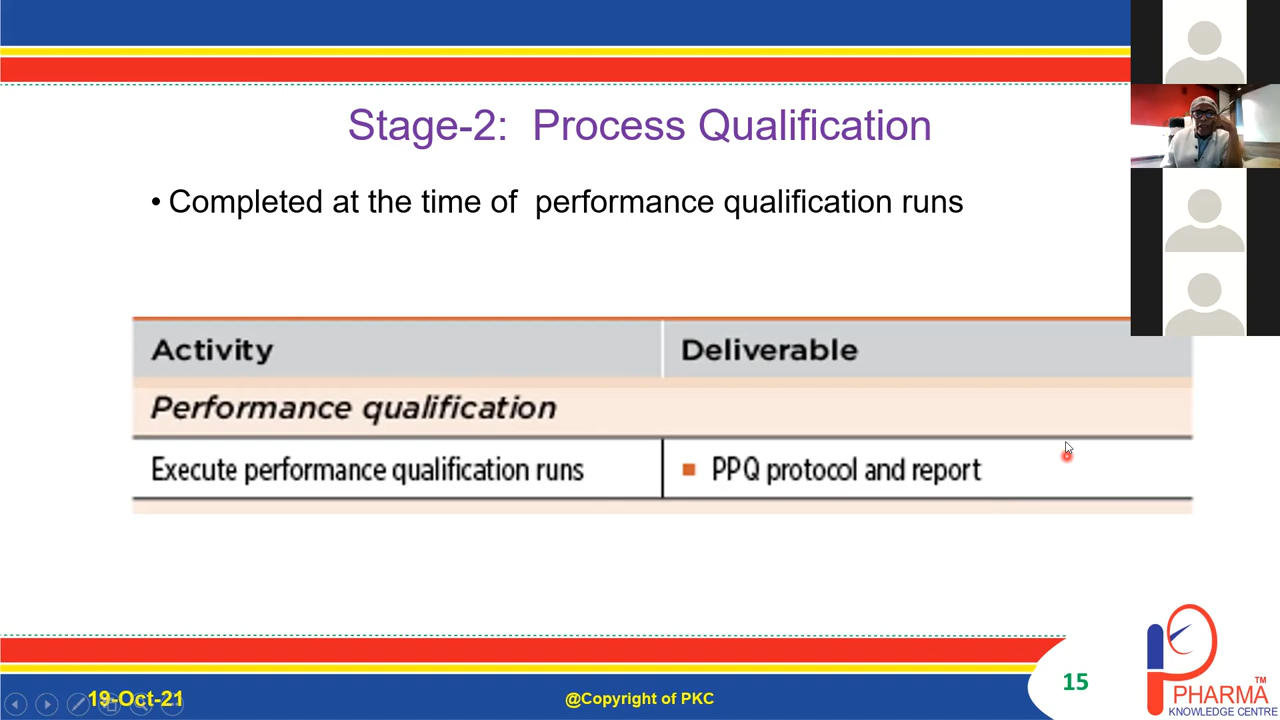 Stage-2: Process Qualification
• Completed at the time of performance qualification runs
Activity Deliverable
Performance qualification
Execute performance qualification runs ■ PPQ protocol and report
19-Oct-21 @Copyright of PKC 15
PHARMA TM
KNOWLEDGE CENTRE